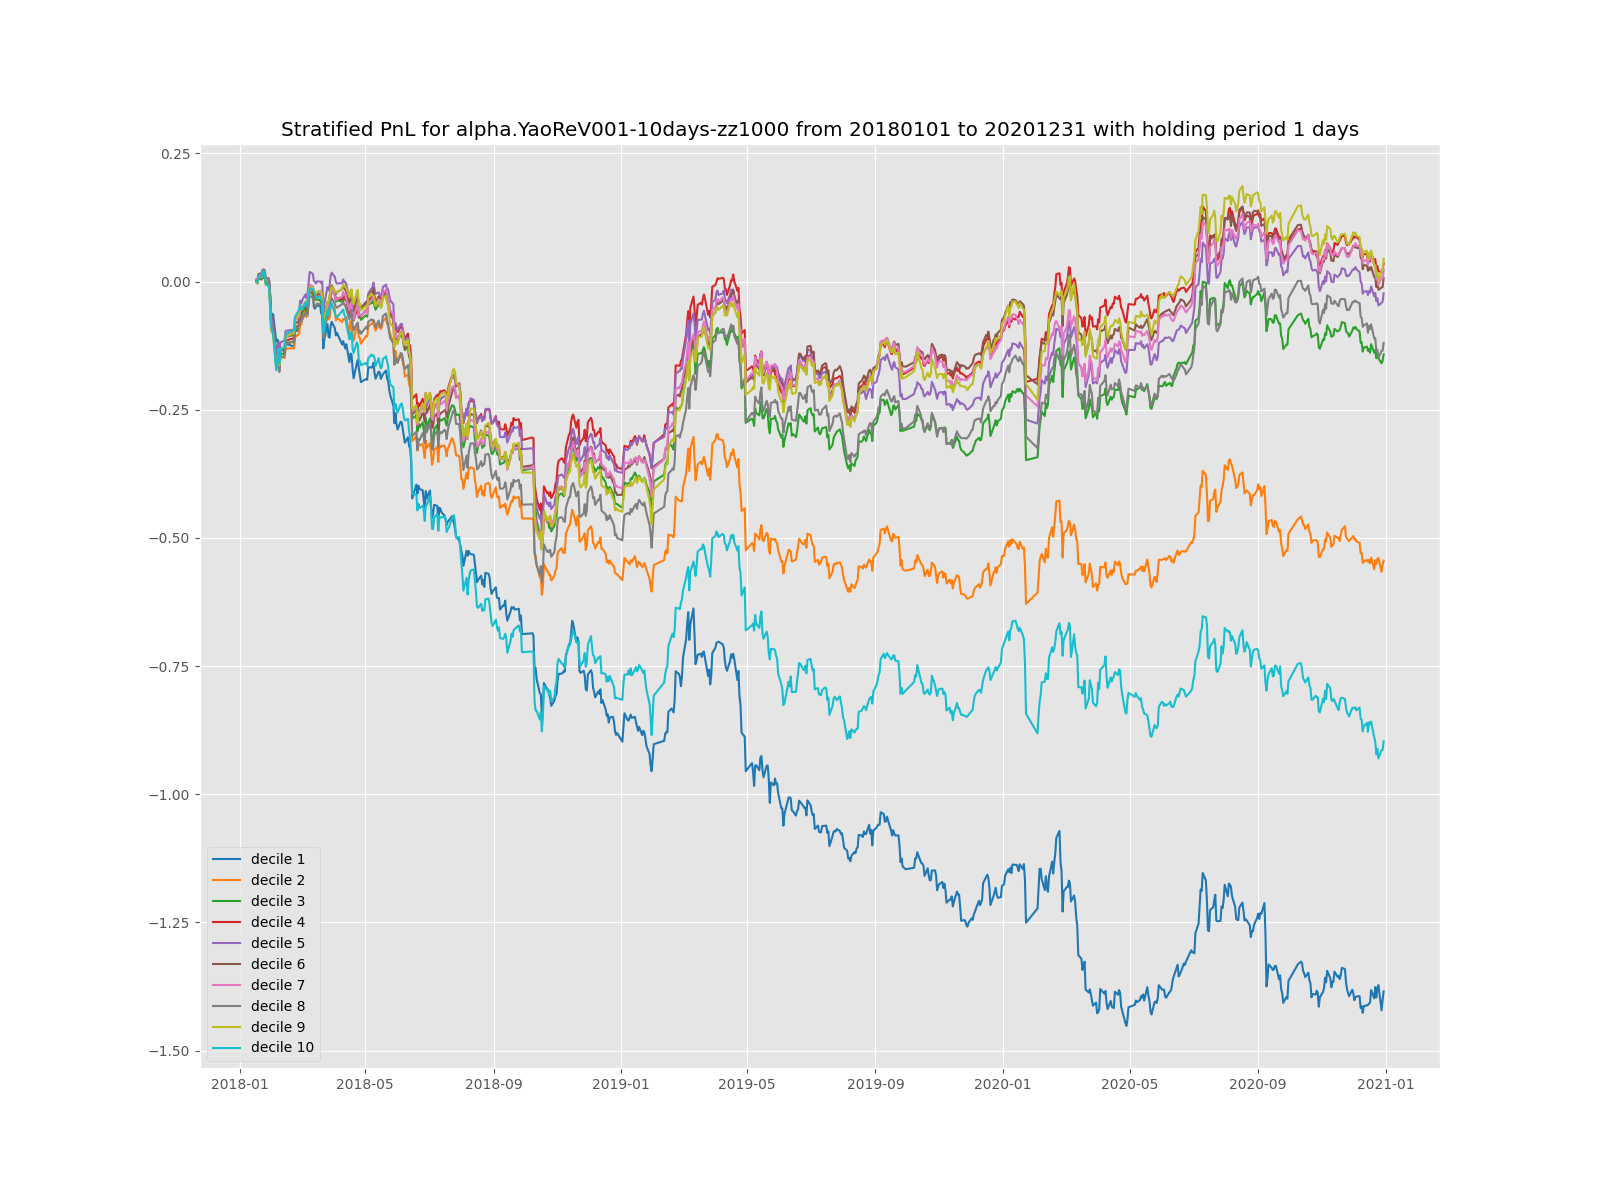 Stratified PnL for alpha.YaoReV001-10days-zz1000 from 20180101 to 20201231 with holding period 1 days
0.25
0.00
−0.25
−0.50
−0.75
−1.00
−1.25
−1.50
decile 1
decile 2
decile 3
decile 4
decile 5
decile 6
decile 7
decile 8
decile 9
decile 10
2018-01 2018-05 2018-09 2019-01 2019-05 2019-09 2020-01 2020-05 2020-09 2021-01